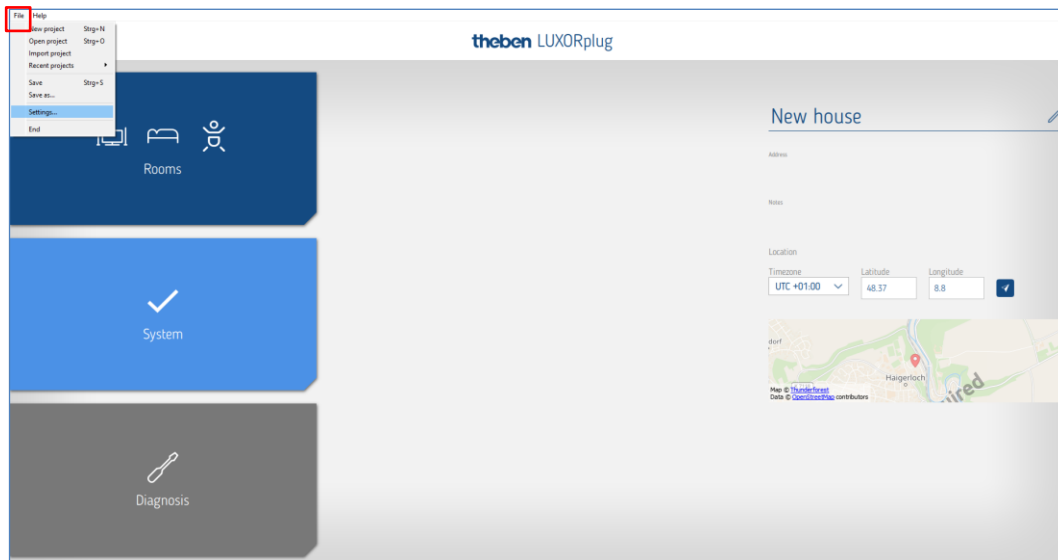 File Help
New project Strg+N
Open project Strg+O
Import project
Recent projects
Save Strg+S
Save as...
Settings...
End
theben LUXORplug
Rooms
System
Diagnosis
New house
Address
Notes
Location
Timezone Latitude Longitude
UTC +01:00 48.37 8.8
dorf
Haigerloch
ired
Map © Thunderforest
Data © OpenStreetMap contributors